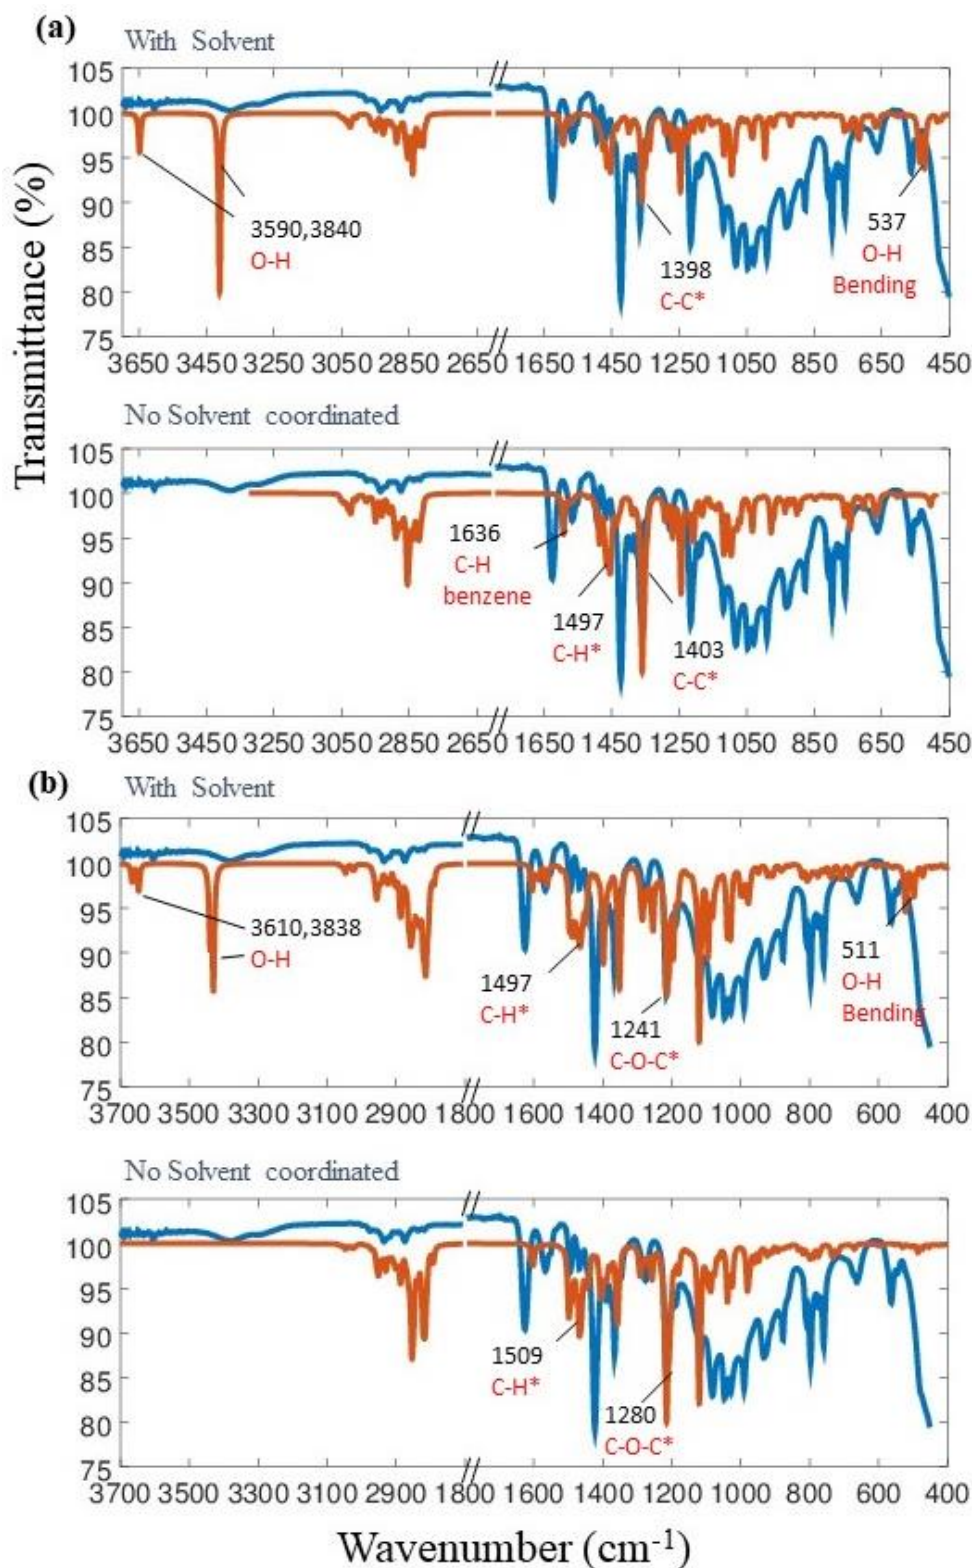 (a)
With Solvent
105
100
95
90
85
80
75
3590,3840
O-H
1398
C-C*
537
O-H
Bending
3650 3450 3250 3050 2850 2650 1650 1450 1250 1050 850 650 450
No Solvent coordinated
105
100
95
90
85
80
75
1636
C-H
benzene
1497
C-H*
1403
C-C*
3650 3450 3250 3050 2850 2650 1650 1450 1250 1050 850 650 450
Transmittance (%)
(b)
With Solvent
105
100
95
90
85
80
75
3610,3838
O-H
1497
C-H*
1241
C-O-C*
511
O-H
Bending
3700 3500 3300 3100 2900 1800 1600 1400 1200 1000 800 600 400
No Solvent coordinated
105
100
95
90
85
80
75
1509
C-H*
1280
C-O-C*
3700 3500 3300 3100 2900 1800 1600 1400 1200 1000 800 600 400
Wavenumber (cm-1)